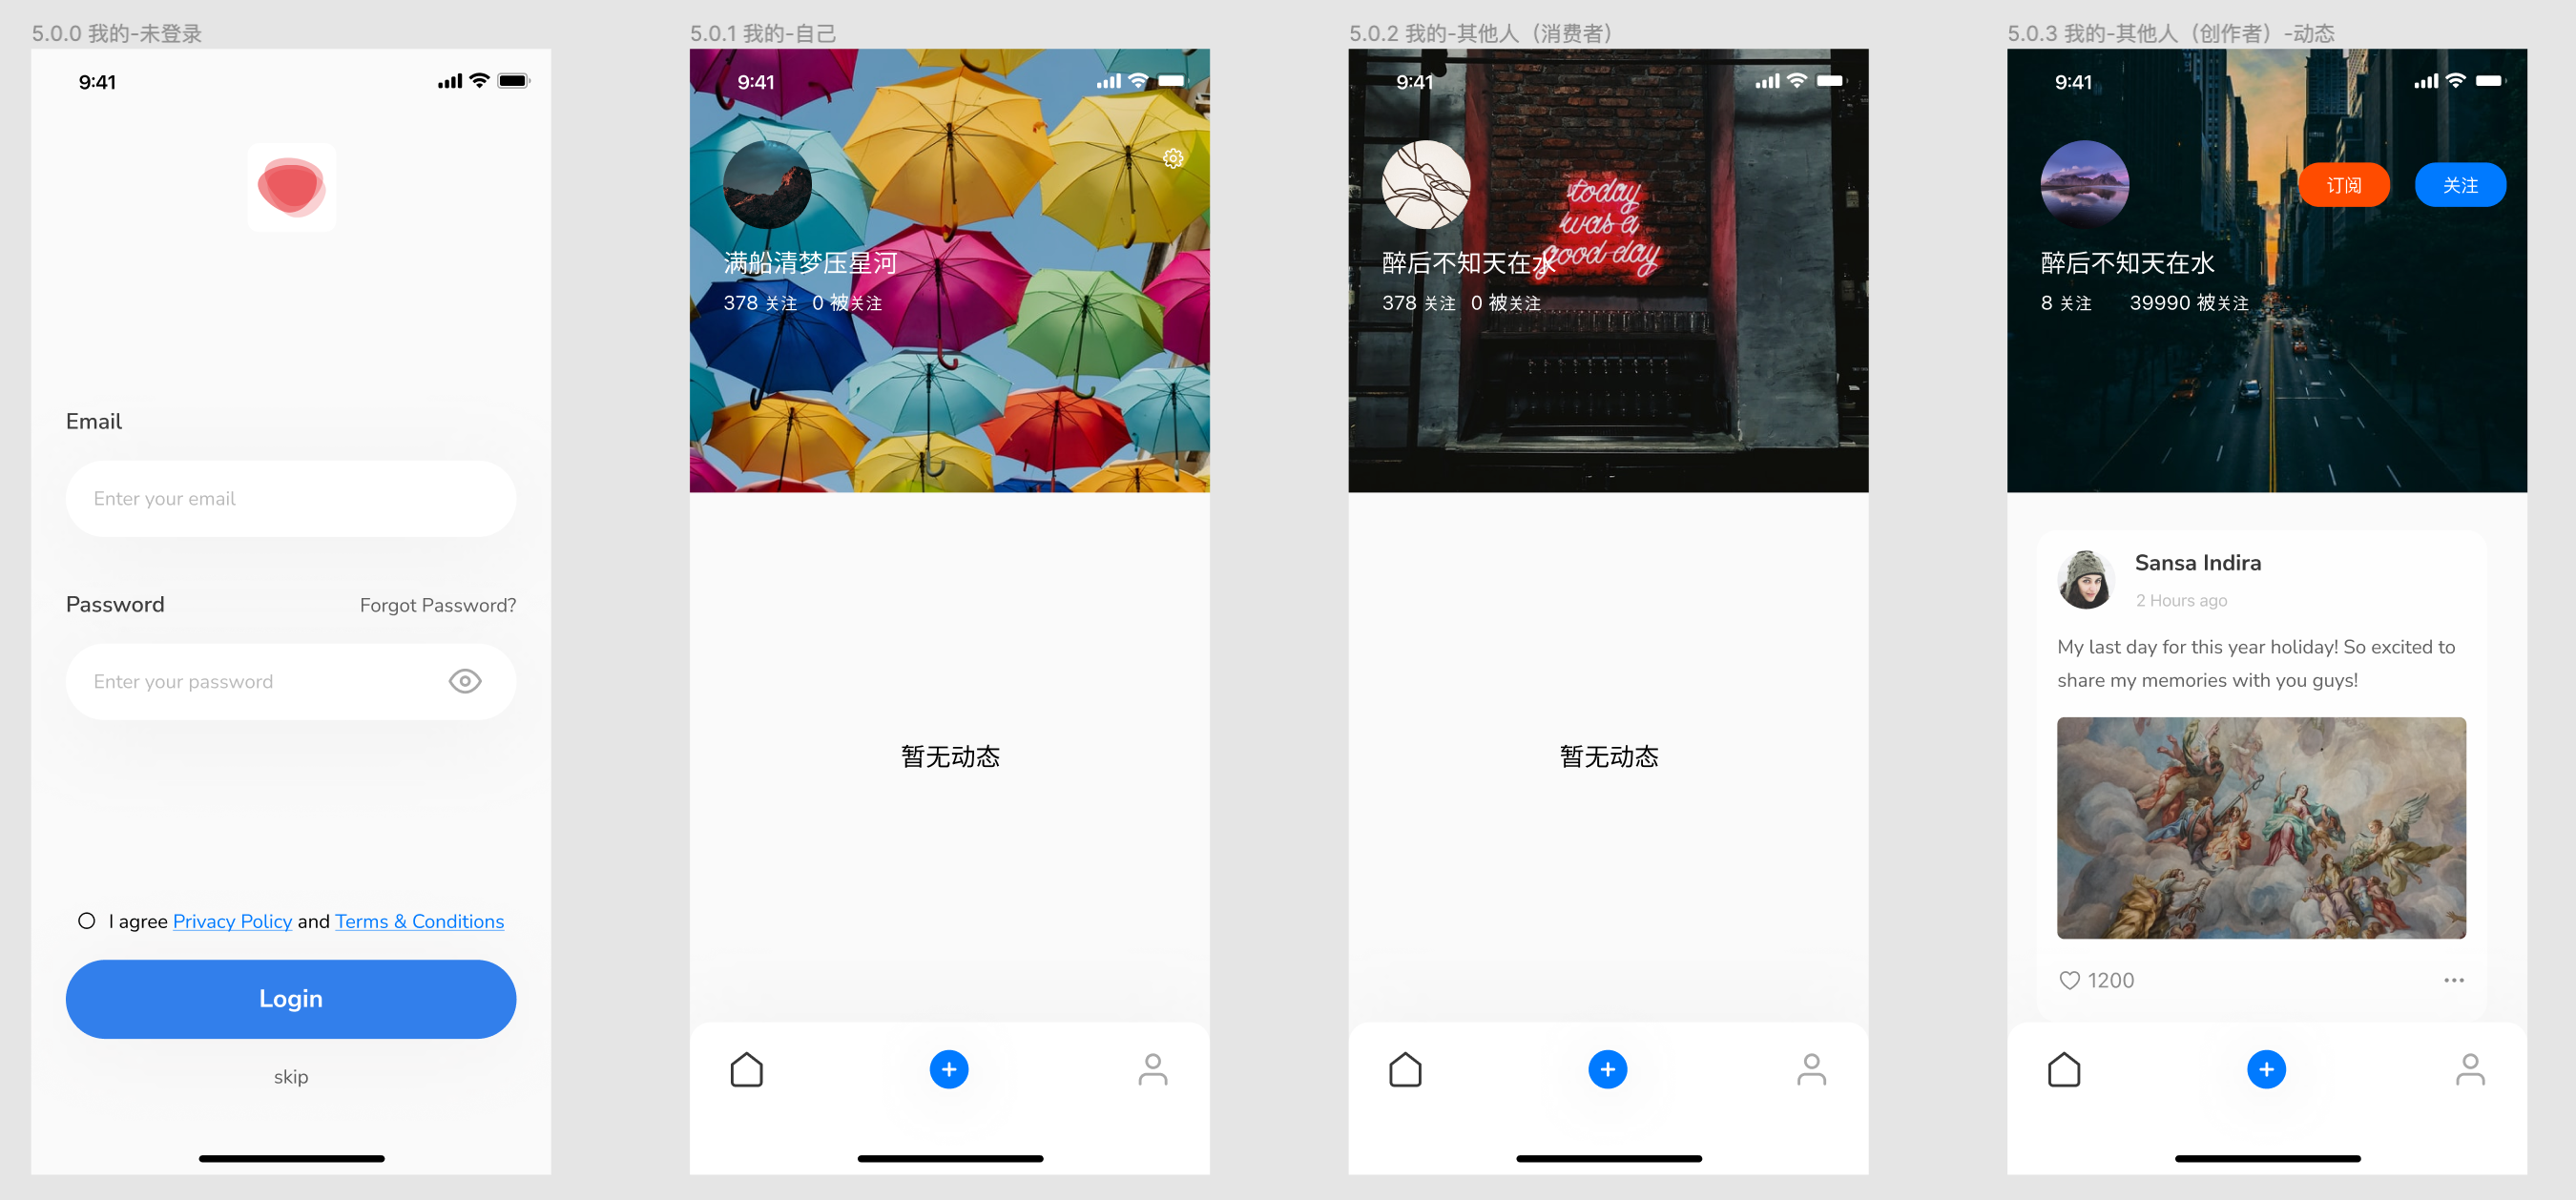 5.0.0 我的-未登录
9:41
Email
Enter your email
Password
Forgot Password?
Enter your password
I agree Privacy Policy and Terms & Conditions
Login
skip
5.0.1 我的-自己
9:41
满船清梦压星河
378 关注 0 被关注
暂无动态
5.0.2 我的-其他人（消费者）
9:41
today
was a
good day
醉后不知天在水
378 关注 0 被关注
暂无动态
5.0.3 我的-其他人（创作者）-动态
9:41
订阅
关注
醉后不知天在水
8 关注 39990 被关注
Sansa Indira
2 Hours ago
My last day for this year holiday! So excited to
share my memories with you guys!
1200